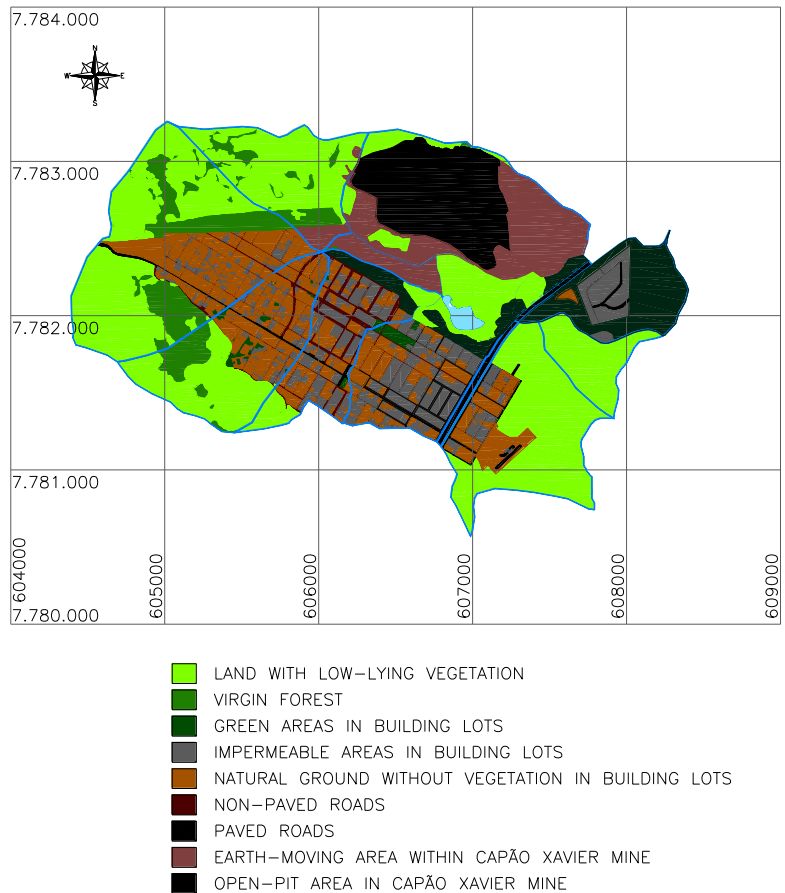 7.784.000
N
W E
S
7.783.000
7.782.000
7.781.000
604000
605000
606000
607000
608000
609000
7.780.000
LAND WITH LOW-LYING VEGETATION
VIRGIN FOREST
GREEN AREAS IN BUILDING LOTS
IMPERMEABLE AREAS IN BUILDING LOTS
NATURAL GROUND WITHOUT VEGETATION IN BUILDING LOTS
NON-PAVED ROADS
PAVED ROADS
EARTH-MOVING AREA WITHIN CAPÃO XAVIER MINE
OPEN-PIT AREA IN CAPÃO XAVIER MINE